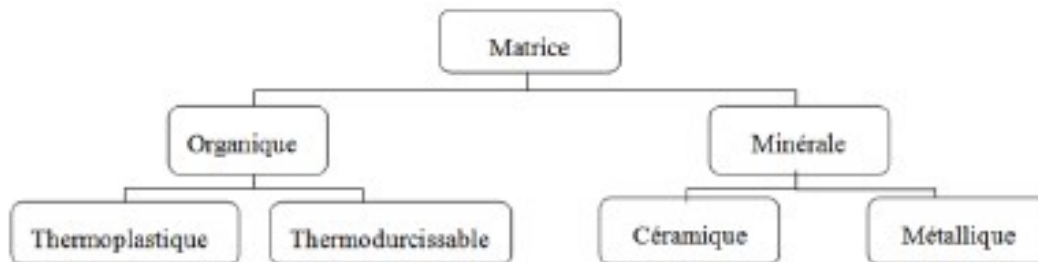 Matrice
Organique
Minérale
Thermoplastique
Thermodurcissable
Céramique
Métallique